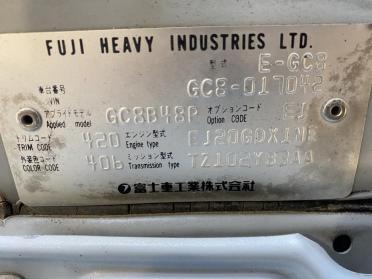 FUJI HEAVY INDUSTRIES LTD.
型式 E-GC8
車台番号 VIN GC8-017042
アプライドモデル Applied model GC8B48P オプションコード Option CODE EJ
トリムコード TRIM CODE 420 エンジン型式 Engine type
外装色コード COLOR CODE 406 ミッション型式 Transmission type
富士重工業株式会社